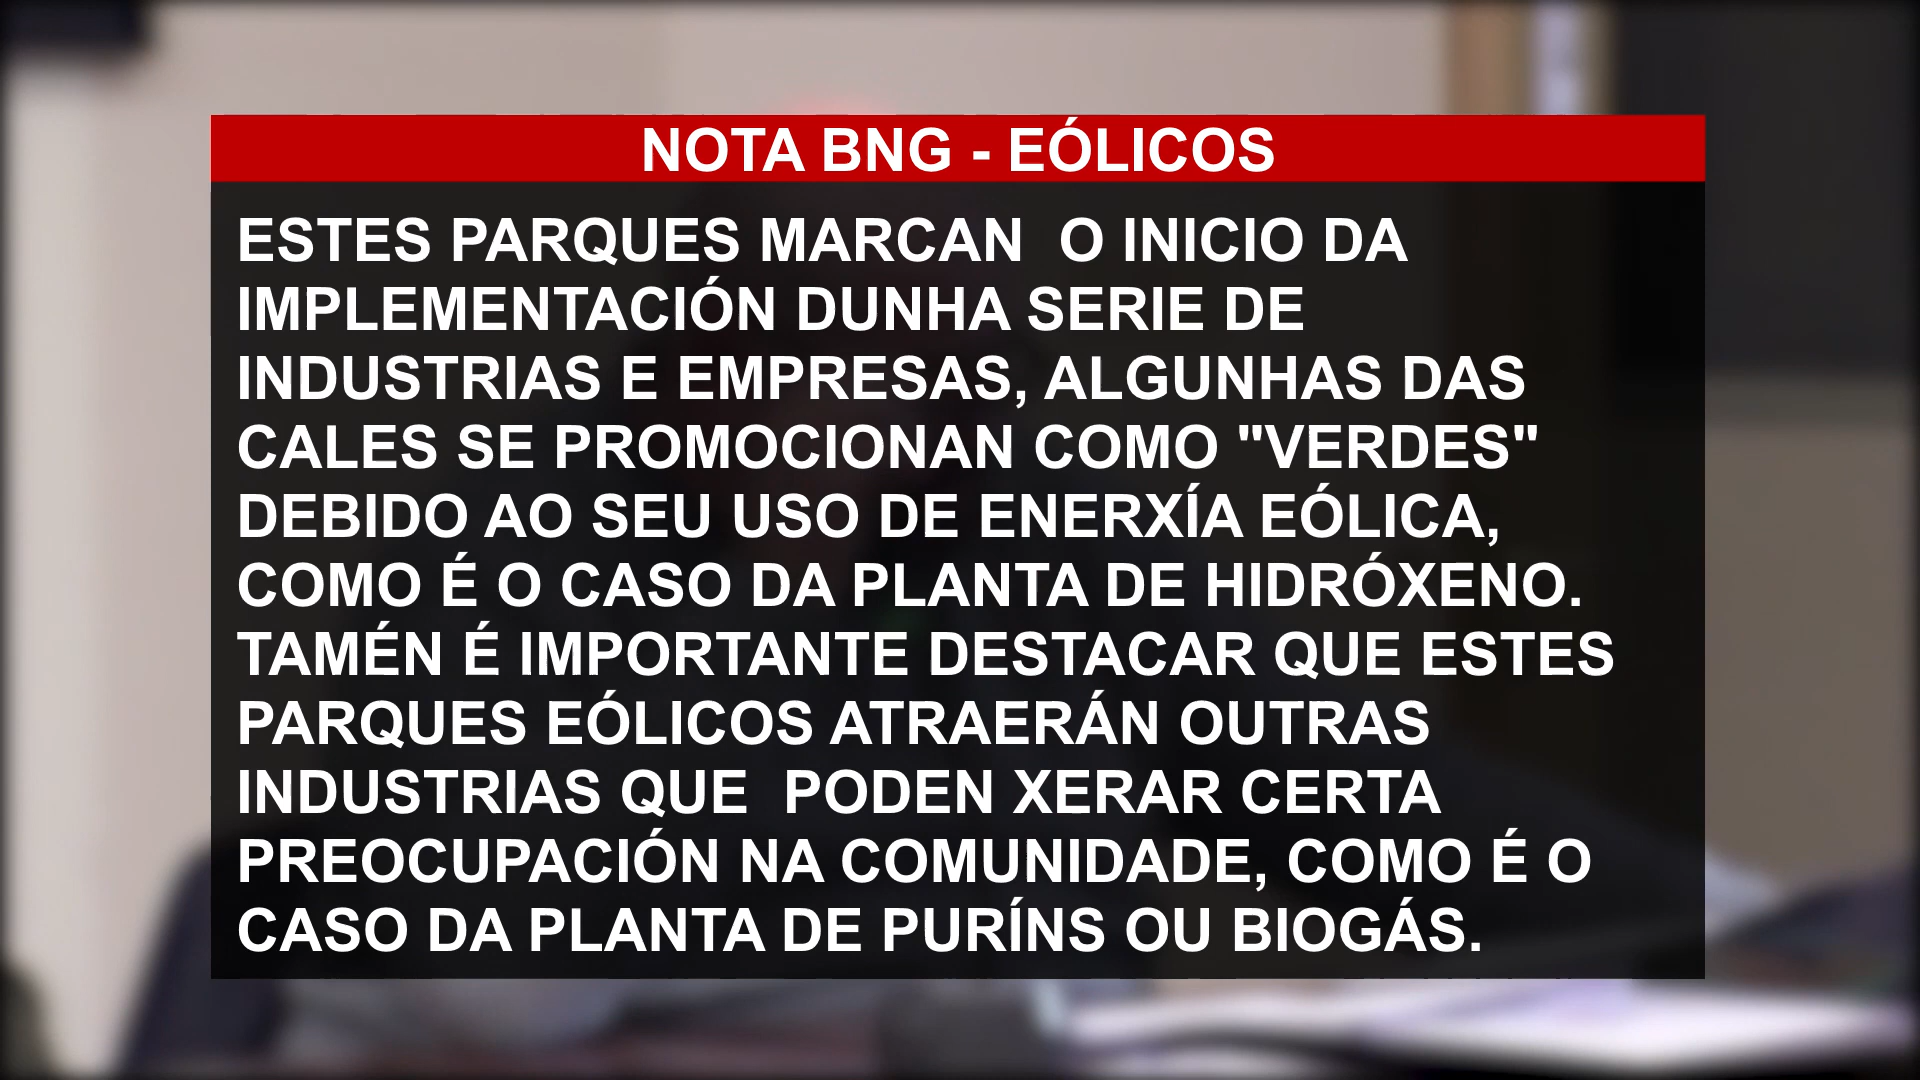 NOTA BNG - EÓLICOS
ESTES PARQUES MARCAN  O INICIO DA
IMPLEMENTACIÓN DUNHA SERIE DE
INDUSTRIAS E EMPRESAS, ALGUNHAS DAS
CALES SE PROMOCIONAN COMO "VERDES"
DEBIDO AO SEU USO DE ENERXÍA EÓLICA,
COMO É O CASO DA PLANTA DE HIDRÓXENO.
TAMÉN É IMPORTANTE DESTACAR QUE ESTES
PARQUES EÓLICOS ATRAERÁN OUTRAS
INDUSTRIAS QUE  PODEN XERAR CERTA
PREOCUPACIÓN NA COMUNIDADE, COMO É O
CASO DA PLANTA DE PURÍNS OU BIOGÁS.